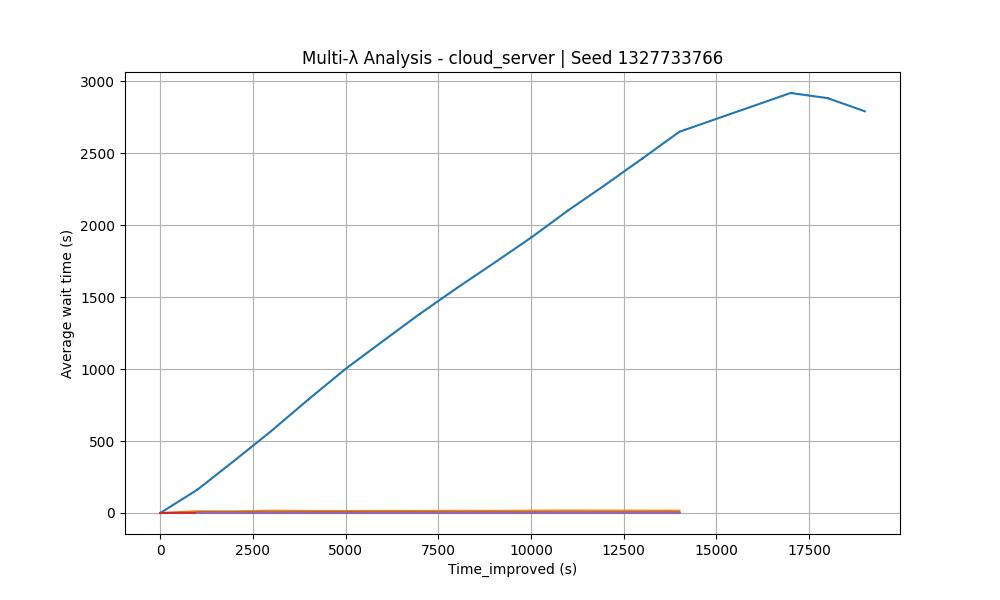 Multi-λ Analysis - cloud_server | Seed 1327733766
3000
2500
2000
1500
1000
500
0
Average wait time (s)
0 2500 5000 7500 10000 12500 15000 17500
Time_improved (s)